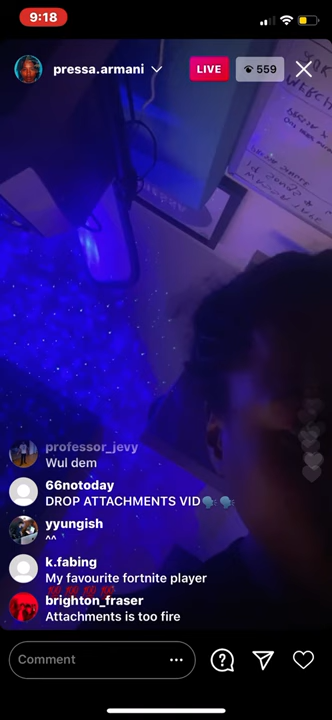 9:18
pressa.armani
LIVE
559
professor_jevy
Wul dem
66notoday
DROP ATTACHMENTS VID🗣️🗣️
yyungish
^^
k.fabing
My favourite fortnite player
💯💯💯💯
brighton_fraser
Attachments is too fire
Comment